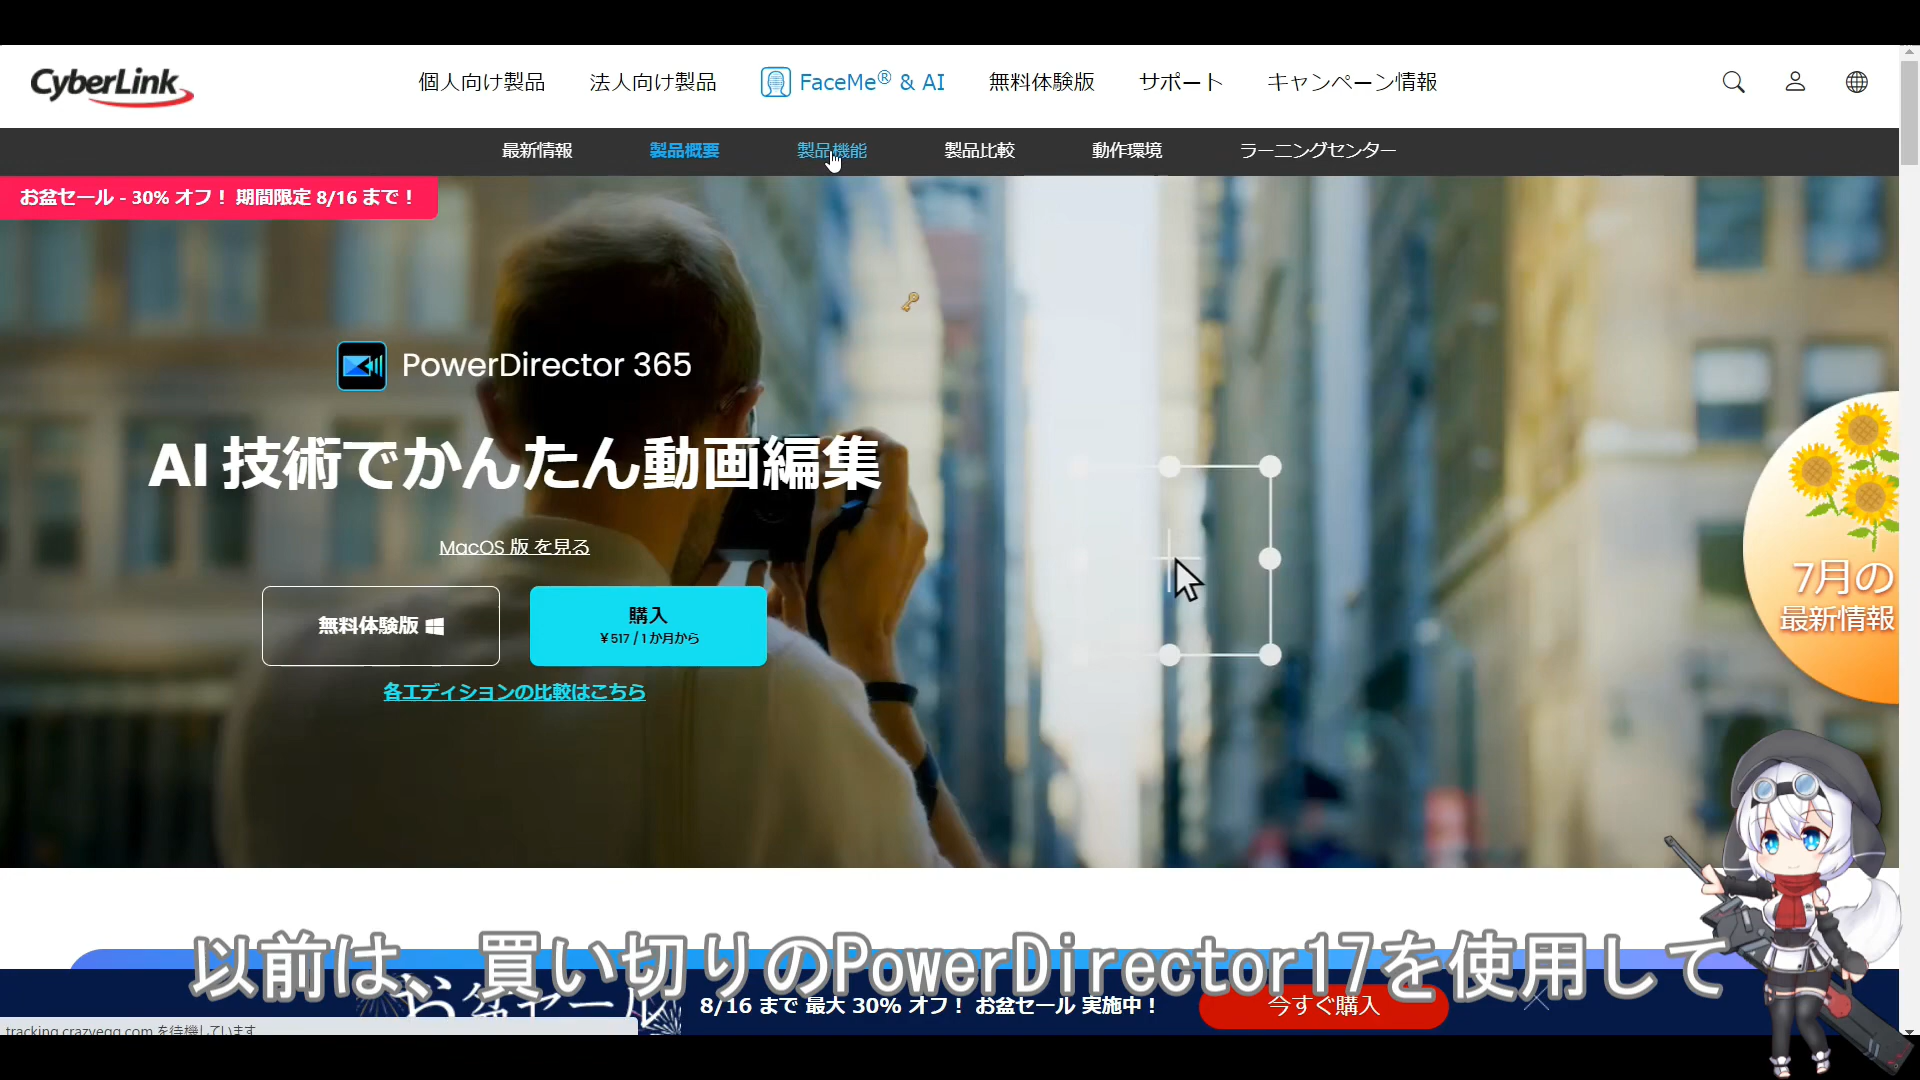 CyberLink
個人向け製品
法人向け製品
FaceMe® & AI
無料体験版
サポート
キャンペーン情報
最新情報
製品概要
製品機能
製品比較
動作環境
ラーニングセンター
お盆セール - 30% オフ！ 期間限定 8/16 まで！
PowerDirector 365
AI 技術でかんたん動画編集
MacOS 版 を見る
無料体験版
購入
¥517 / 1 か月から
各エディションの比較はこちら
7月の
最新情報
以前は、買い切りのPowerDirector17を使用して
お盆セール
8/16 まで 最大 30% オフ！ お盆セール 実施中！
今すぐ購入
tracking.crazyegg.com を待機しています